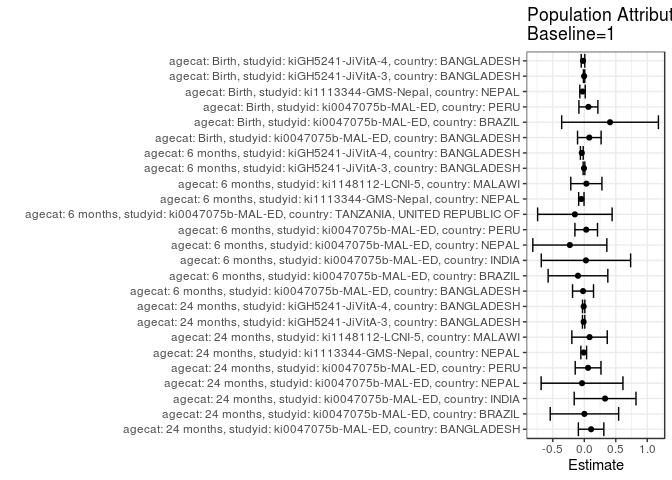 Population Attribut
Baseline=1
agecat: Birth, studyid: kiGH5241-JiVitA-4, country: BANGLADESH
agecat: Birth, studyid: kiGH5241-JiVitA-3, country: BANGLADESH
agecat: Birth, studyid: ki1113344-GMS-Nepal, country: NEPAL
agecat: Birth, studyid: ki0047075b-MAL-ED, country: PERU
agecat: Birth, studyid: ki0047075b-MAL-ED, country: BRAZIL
agecat: Birth, studyid: ki0047075b-MAL-ED, country: BANGLADESH
agecat: 6 months, studyid: kiGH5241-JiVitA-4, country: BANGLADESH
agecat: 6 months, studyid: kiGH5241-JiVitA-3, country: BANGLADESH
agecat: 6 months, studyid: ki1148112-LCNI-5, country: MALAWI
agecat: 6 months, studyid: ki1113344-GMS-Nepal, country: NEPAL
agecat: 6 months, studyid: ki0047075b-MAL-ED, country: TANZANIA, UNITED REPUBLIC OF
agecat: 6 months, studyid: ki0047075b-MAL-ED, country: PERU
agecat: 6 months, studyid: ki0047075b-MAL-ED, country: NEPAL
agecat: 6 months, studyid: ki0047075b-MAL-ED, country: INDIA
agecat: 6 months, studyid: ki0047075b-MAL-ED, country: BRAZIL
agecat: 6 months, studyid: ki0047075b-MAL-ED, country: BANGLADESH
agecat: 24 months, studyid: kiGH5241-JiVitA-4, country: BANGLADESH
agecat: 24 months, studyid: kiGH5241-JiVitA-3, country: BANGLADESH
agecat: 24 months, studyid: ki1148112-LCNI-5, country: MALAWI
agecat: 24 months, studyid: ki1113344-GMS-Nepal, country: NEPAL
agecat: 24 months, studyid: ki0047075b-MAL-ED, country: PERU
agecat: 24 months, studyid: ki0047075b-MAL-ED, country: NEPAL
agecat: 24 months, studyid: ki0047075b-MAL-ED, country: INDIA
agecat: 24 months, studyid: ki0047075b-MAL-ED, country: BRAZIL
agecat: 24 months, studyid: ki0047075b-MAL-ED, country: BANGLADESH
-0.5 0.0 0.5 1.0
Estimate